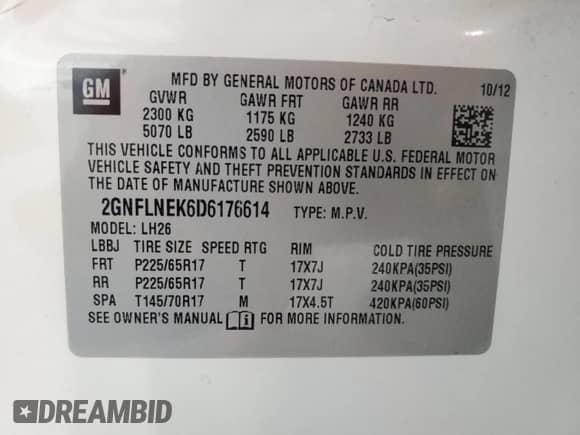 GM
MFD BY GENERAL MOTORS OF CANADA LTD. 10/12
GVWR GAWR FRT GAWR RR
2300 KG 1175 KG 1240 KG
5070 LB 2590 LB 2733 LB
THIS VEHICLE CONFORMS TO ALL APPLICABLE U.S. FEDERAL MOTOR
VEHICLE SAFETY AND THEFT PREVENTION STANDARDS IN EFFECT ON
THE DATE OF MANUFACTURE SHOWN ABOVE.
2GNFLNEK6D6176614 TYPE: M.P.V.
MODEL: LH26
LBBJ TIRE SIZE SPEED RTG RIM COLD TIRE PRESSURE
FRT P225/65R17 T 17X7J 240KPA(35PSI)
RR P225/65R17 T 17X7J 240KPA(35PSI)
SPA T145/70R17 M 17X4.5T 420KPA(60PSI)
SEE OWNER'S MANUAL FOR MORE INFORMATION.
DREAMBID